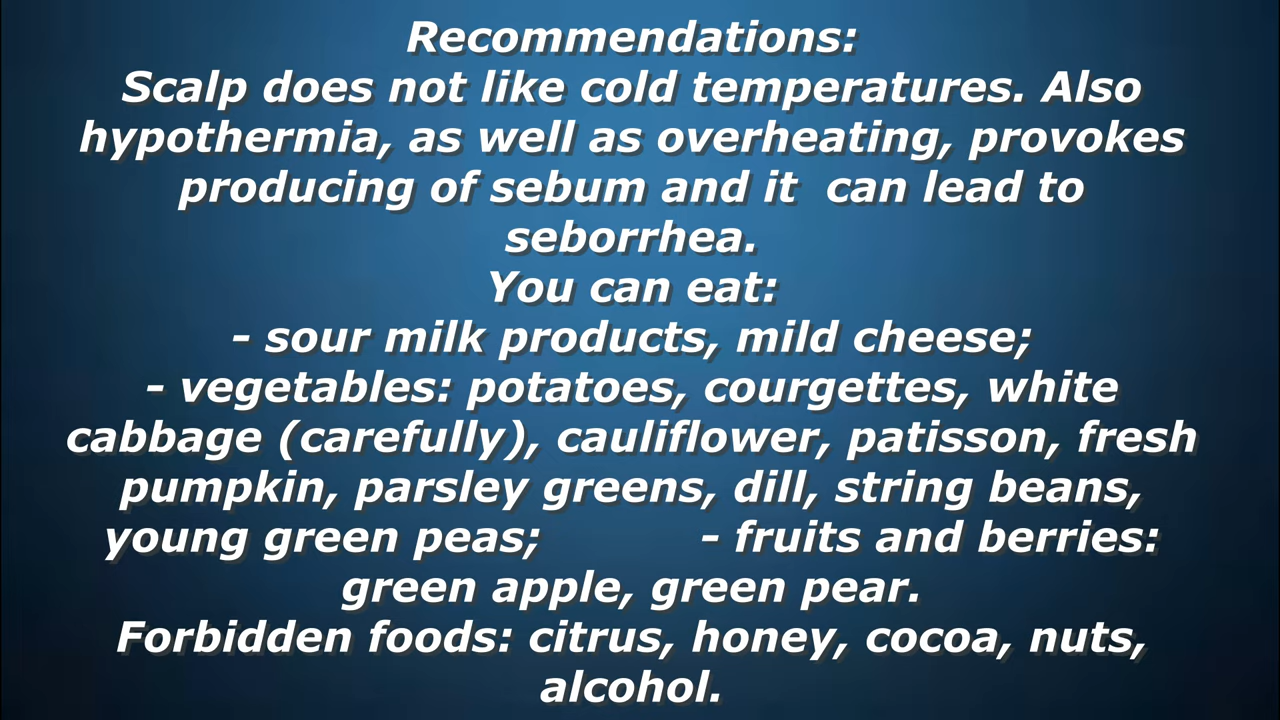 Recommendations:
Scalp does not like cold temperatures. Also
hypothermia, as well as overheating, provokes
producing of sebum and it  can lead to
seborrhea.
You can eat:
- sour milk products, mild cheese;
- vegetables: potatoes, courgettes, white
cabbage (carefully), cauliflower, patisson, fresh
pumpkin, parsley greens, dill, string beans,
young green peas;          - fruits and berries:
green apple, green pear.
Forbidden foods: citrus, honey, cocoa, nuts,
alcohol.